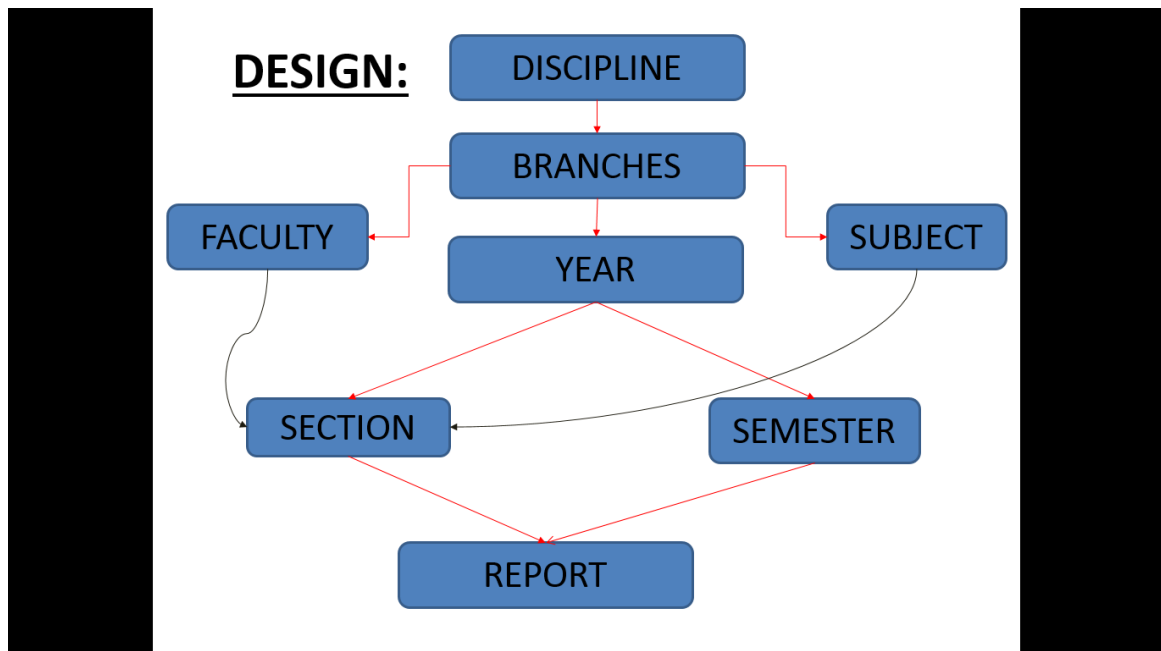 DESIGN:
DISCIPLINE
BRANCHES
FACULTY
YEAR
SUBJECT
SECTION
SEMESTER
REPORT